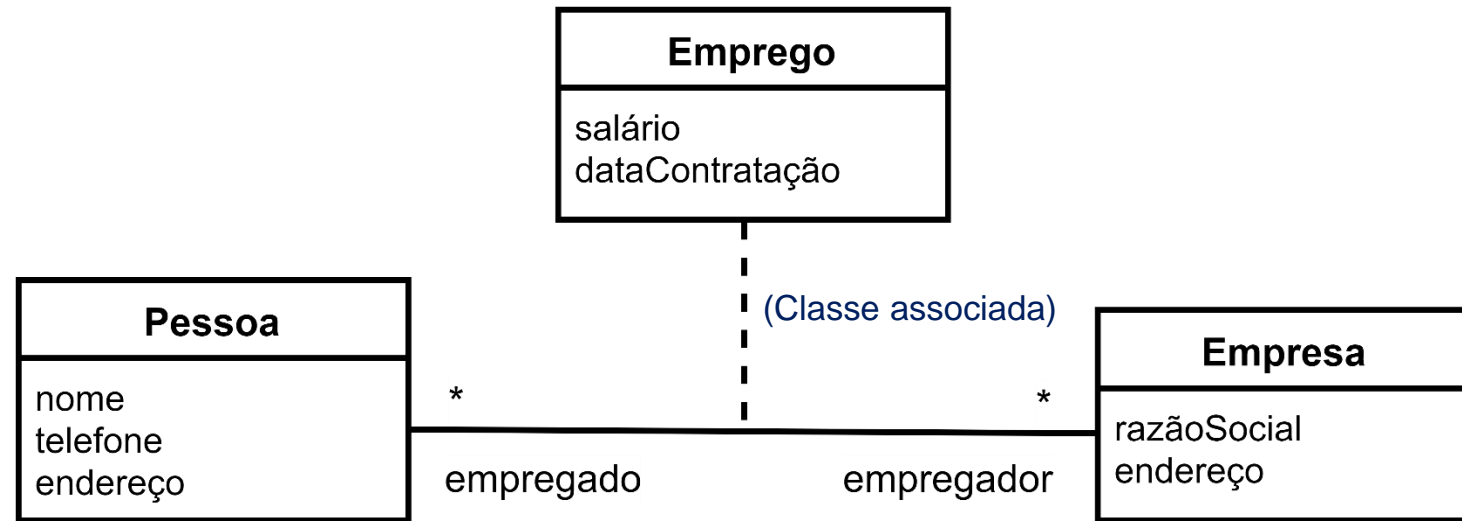 Emprego
salário
dataContratação
(Classe associada)
Pessoa
nome
telefone
endereço
*
*
empregado
empregador
Empresa
razãoSocial
endereço